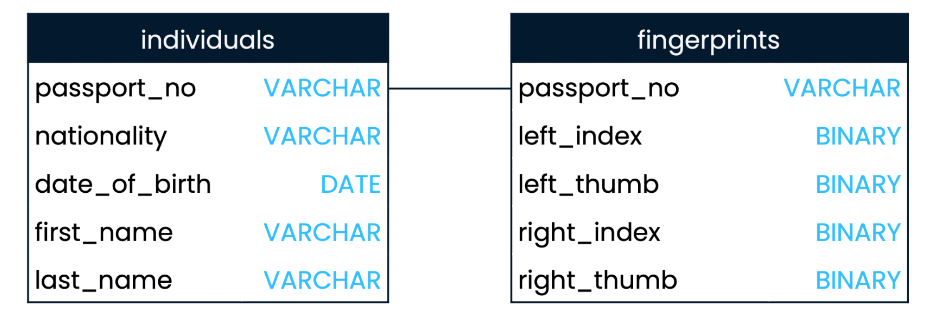 individuals
passport_no VARCHAR
nationality VARCHAR
date_of_birth DATE
first_name VARCHAR
last_name VARCHAR
fingerprints
passport_no VARCHAR
left_index BINARY
left_thumb BINARY
right_index BINARY
right_thumb BINARY